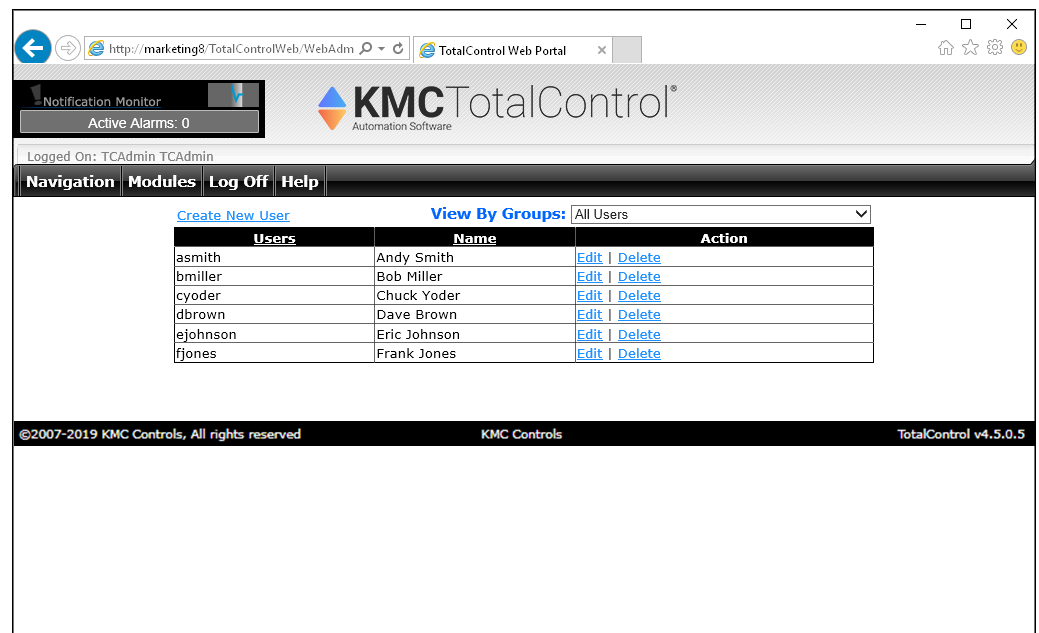 http://marketing8/TotalControlWeb/WebAdm
TotalControl Web Portal
Notification Monitor
Active Alarms: 0
KMC TotalControl®
Automation Software
Logged On: TCAdmin TCAdmin
Navigation Modules Log Off Help
Create New User View By Groups: All Users
Users Name Action
asmith Andy Smith Edit | Delete
bmiller Bob Miller Edit | Delete
cyoder Chuck Yoder Edit | Delete
dbrown Dave Brown Edit | Delete
ejohnson Eric Johnson Edit | Delete
fjones Frank Jones Edit | Delete
©2007-2019 KMC Controls, All rights reserved KMC Controls TotalControl v4.5.0.5